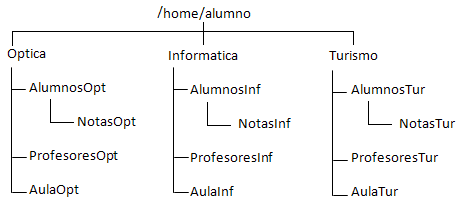 /home/alumno
Optica
Informatica
Turismo
AlumnosOpt
AlumnosInf
AlumnosTur
NotasOpt
NotasInf
NotasTur
ProfesoresOpt
ProfesoresInf
ProfesoresTur
AulaOpt
AulaInf
AulaTur